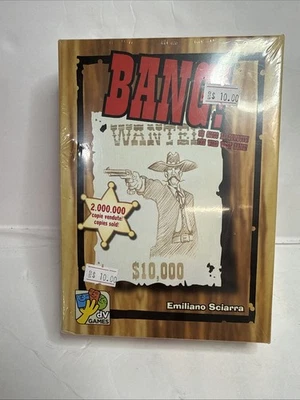 BANG!
R$ 10.00
WANTED
2.000.000
copie vendute!
copies sold!
$10,000
R$ 10.00
Emiliano Sciarra
dV
GAMES